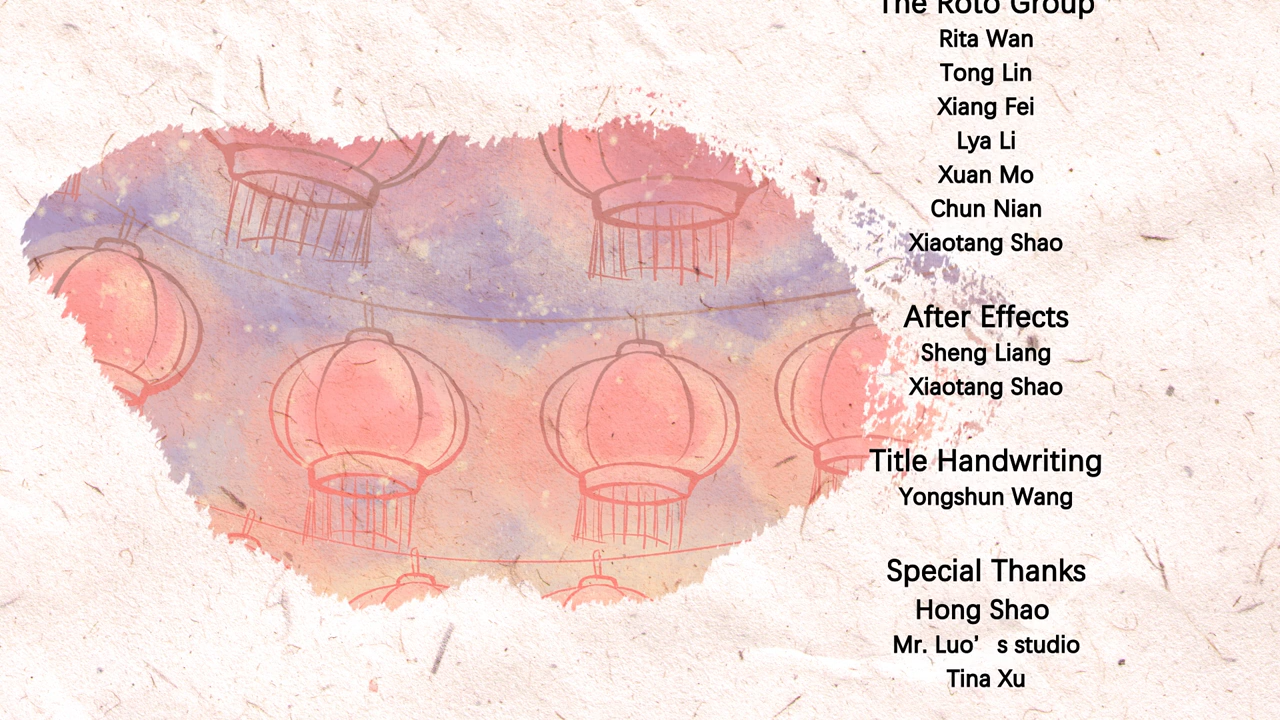 The Roto Group
Rita Wan
Tong Lin
Xiang Fei
Lya Li
Xuan Mo
Chun Nian
Xiaotang Shao
After Effects
Sheng Liang
Xiaotang Shao
Title Handwriting
Yongshun Wang
Special Thanks
Hong Shao
Mr. Luo’ s studio
Tina Xu